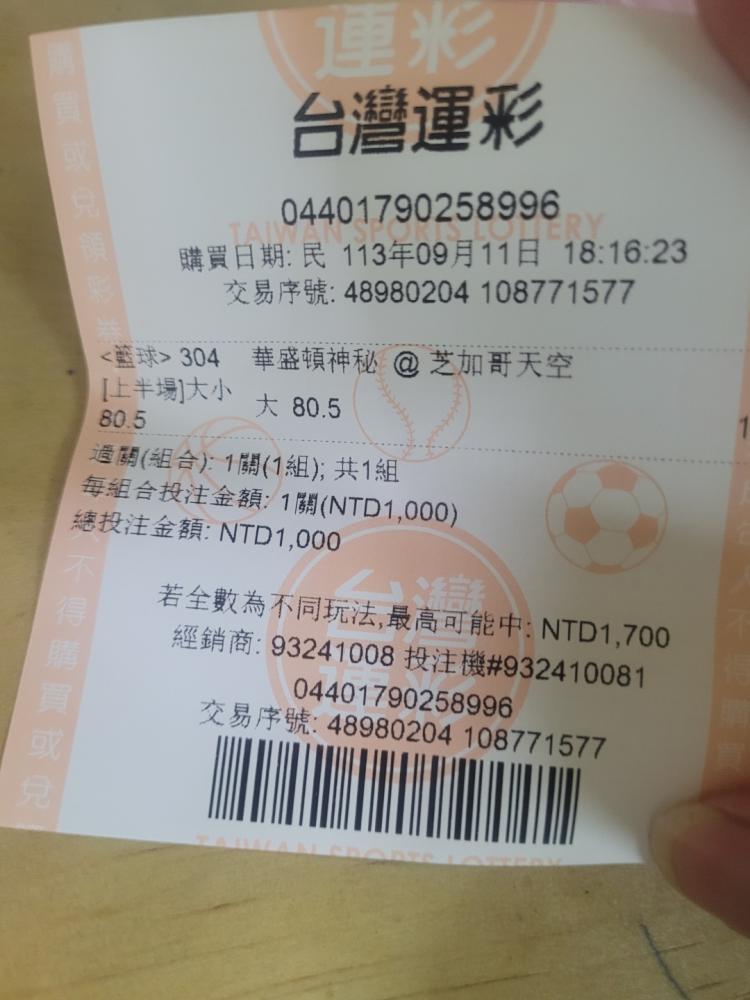 運彩
台灣運彩
04401790258996
TAIWAN SPORTS LOTTERY
購買日期: 民 113年09月11日 18:16:23
交易序號: 48980204 108771577
<籃球> 304 華盛頓神秘 @ 芝加哥天空
[上半場]大小 大 80.5
80.5
過關(組合): 1關(1組); 共1組
每組合投注金額: 1關(NTD1,000)
總投注金額: NTD1,000
若全數為不同玩法,最高可能中: NTD1,700
經銷商: 93241008 投注機#932410081
04401790258996
交易序號: 48980204 108771577
台灣運彩
TAIWAN SPORTS LOTTERY
購買或兌領彩券
不得購買或兌